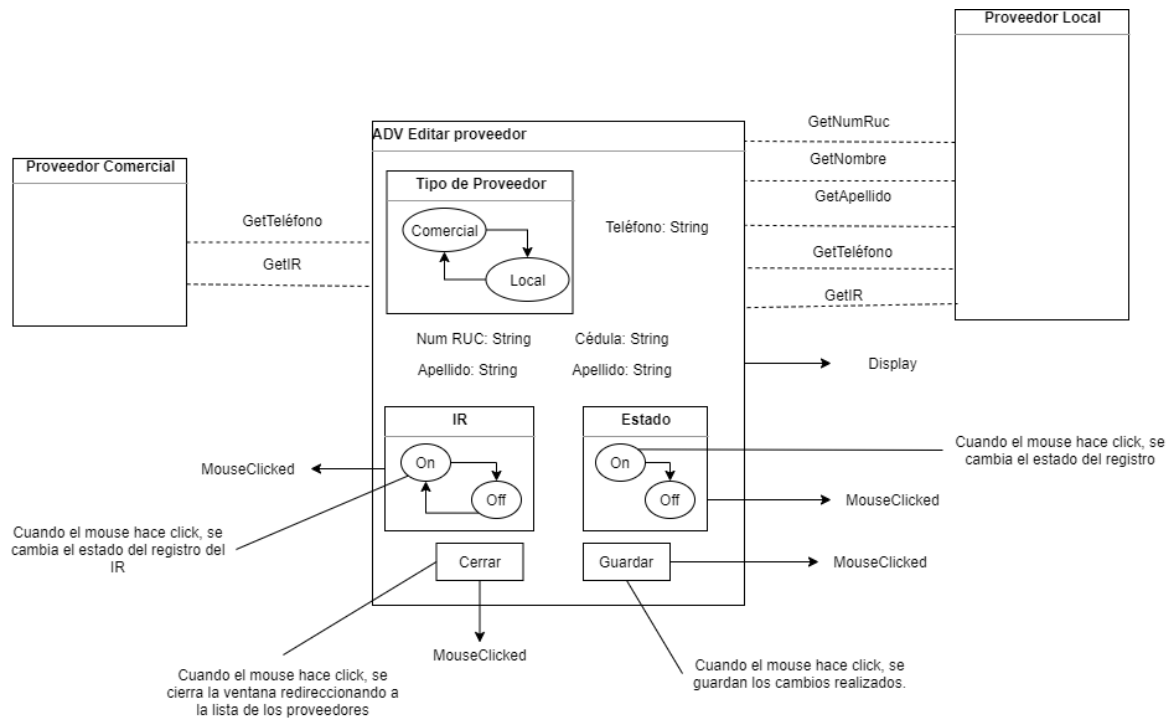 Proveedor Local
GetNumRuc
ADV Editar proveedor
GetNombre
Proveedor Comercial
Tipo de Proveedor
GetApellido
GetTeléfono
Comercial
Teléfono: String
GetTeléfono
GetIR
Local
GetIR
Num RUC: String
Cédula: String
Apellido: String
Apellido: String
Display
IR
Estado
On
Off
On
Off
MouseClicked
Cuando el mouse hace click, se
cambia el estado del registro
MouseClicked
Cuando el mouse hace click, se
cambia el estado del registro del
IR
Cerrar
Guardar
MouseClicked
MouseClicked
Cuando el mouse hace click, se
cierra la ventana redireccionando a
la lista de los proveedores
Cuando el mouse hace click, se
guardan los cambios realizados.